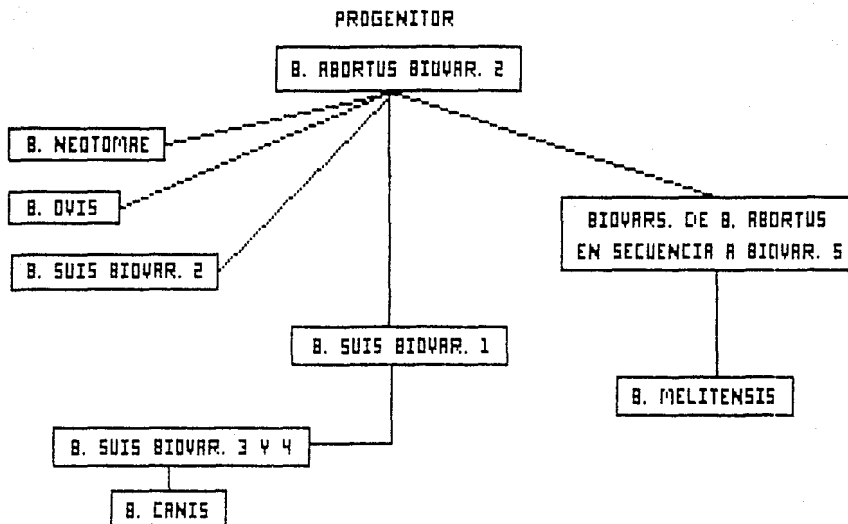 PROGENITOR
B. ABORTUS BIOVAR. 2
B. NEOTOMAE
B. OVIS
B. SUIS BIOVAR. 2
BIOVARS. DE B. ABORTUS
EN SECUENCIA A BIOVAR. 5
B. SUIS BIOVAR. 1
B. MELITENSIS
B. SUIS BIOVAR. 3 Y 4
B. CANIS